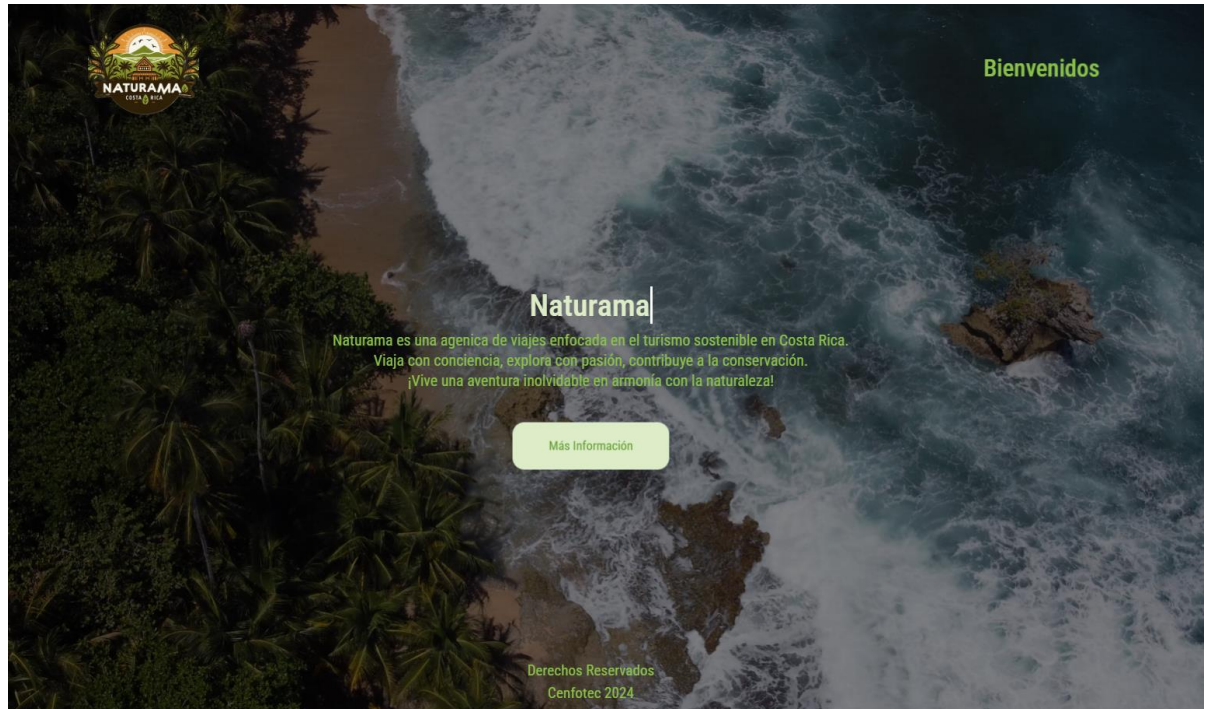 NATURAMA
COSTA RICA
Bienvenidos
Naturama
Naturama es una agenica de viajes enfocada en el turismo sostenible en Costa Rica.
Viaja con conciencia, explora con pasión, contribuye a la conservación.
¡Vive una aventura inolvidable en armonía con la naturaleza!
Más Información
Derechos Reservados
Cenfotec 2024